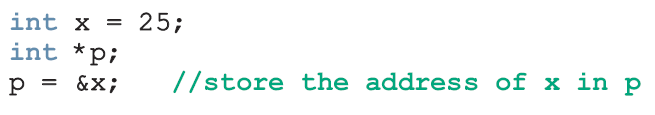 int x = 25;
int *p;
p = &x;   //store the address of x in p